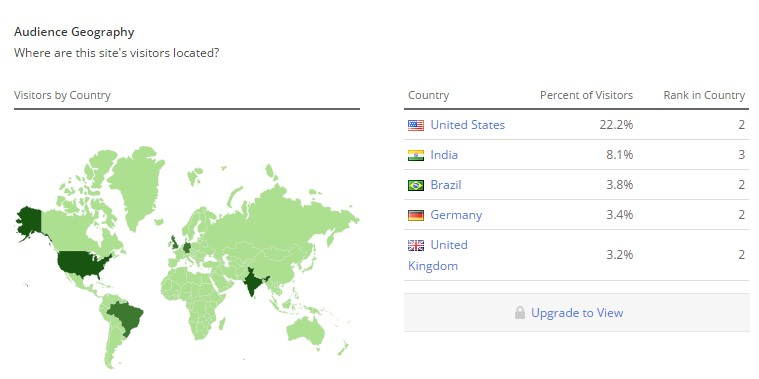 Audience Geography
Where are this site's visitors located?
Visitors by Country
Country Percent of Visitors Rank in Country
United States 22.2% 2
India 8.1% 3
Brazil 3.8% 2
Germany 3.4% 2
United
Kingdom 3.2% 2
Upgrade to View